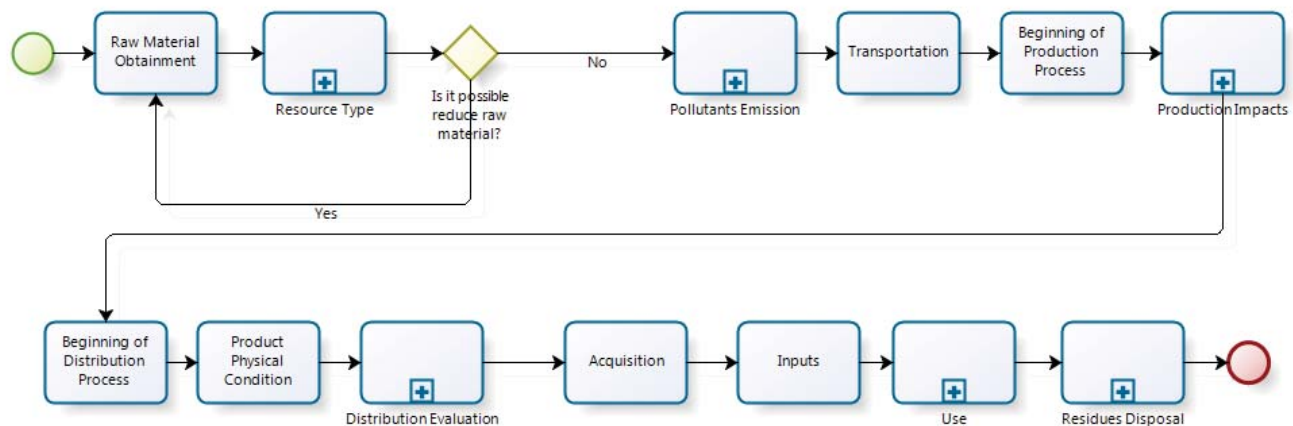 Raw Material
Obtainment
Resource Type
Is it possible
reduce raw
material?
No
Yes
Pollutants Emission
Transportation
Beginning of
Production
Process
Production Impacts
Beginning of
Distribution
Process
Product
Physical
Condition
Distribution Evaluation
Acquisition
Inputs
Use
Residues Disposal